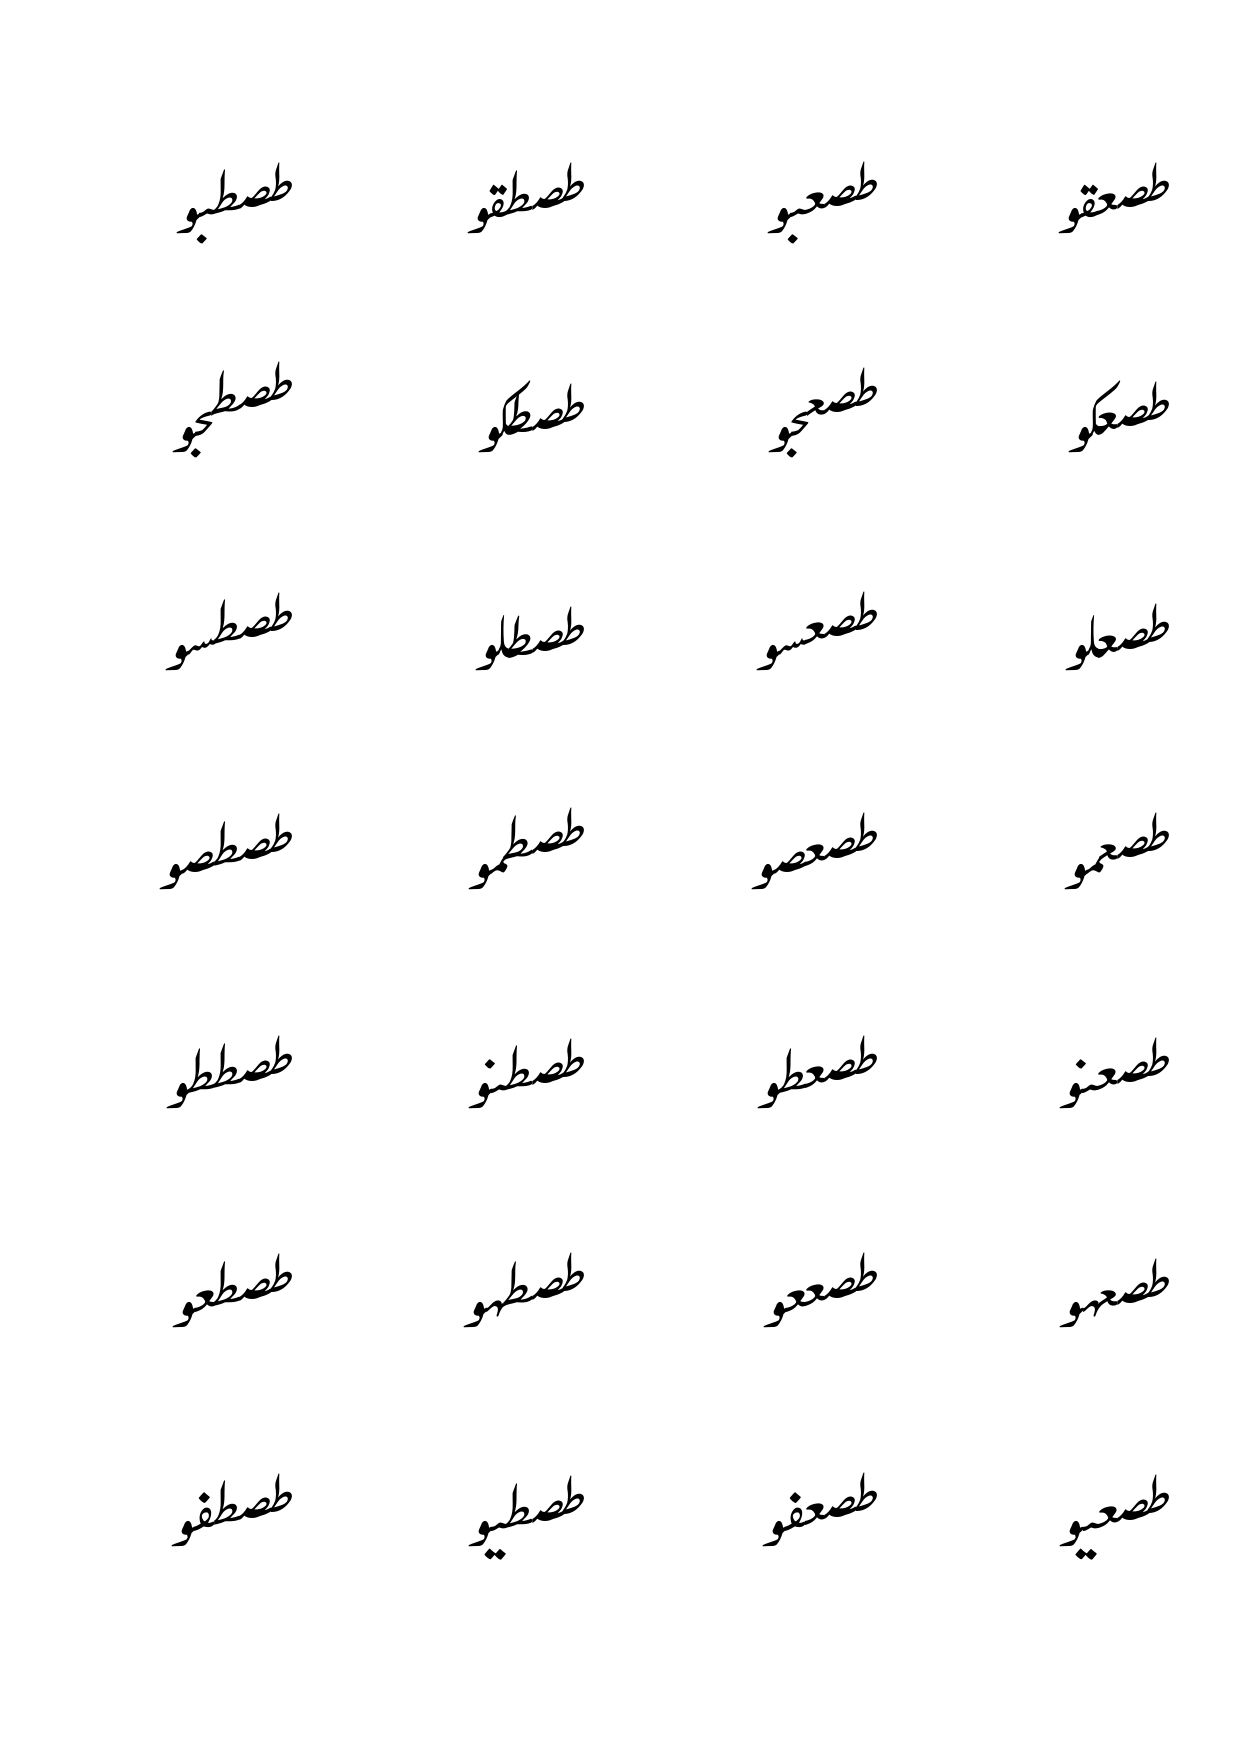 طصعقو طصعبو طصطقو طصطبو
طصعكو طصعجو طصطكو طصطجو
طصعلو طصعسو طصطلو طصطسو
طصعمو طصعصو طصطمو طصطصو
طصعنو طصعطو طصطنو طصططو
طصعهو طصععو طصطهو طصطعو
طصعيو طصعفو طصطيو طصطفو